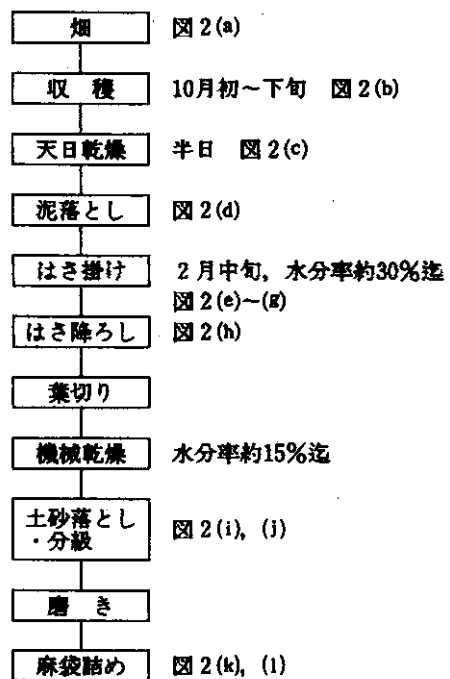 畑 図2(a)
収 穫 10月初~下旬 図2(b)
天日乾燥 半日 図2(c)
泥落とし 図2(d)
はさ掛け 2月中旬,水分率約30%迄
図2(e)~(g)
はさ降ろし 図2(h)
葉切り
機械乾燥 水分率約15%迄
土砂落とし
・分級 図2(i),(j)
磨 き
麻袋詰め 図2(k),(l)